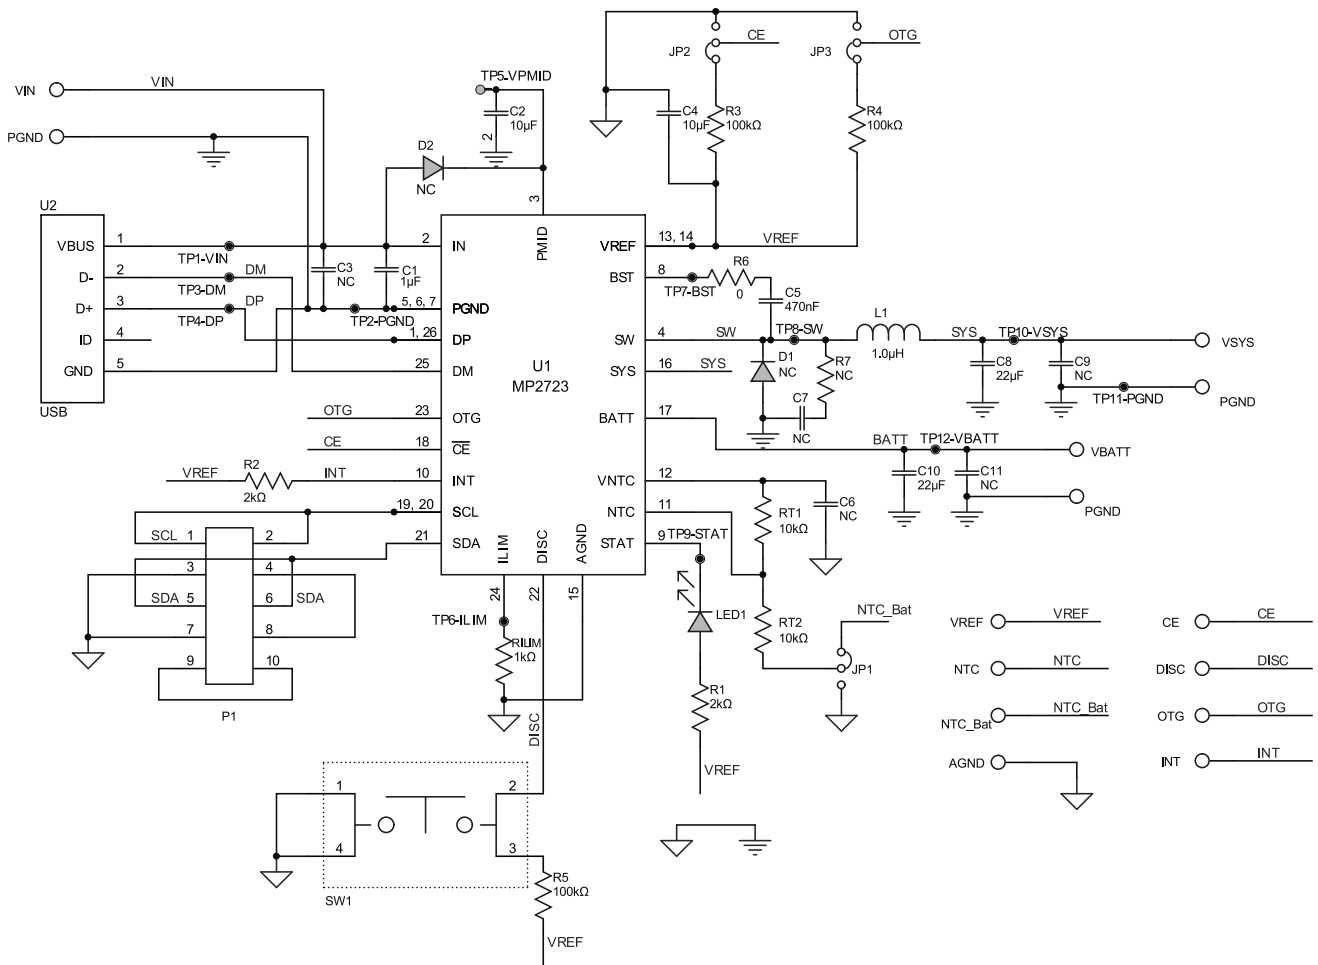 TP5-VPMID
C2
10µF
2
VIN
VIN
PGND
D2
NC
3
JP2
CE
JP3
OTG
C4
10µF
R3
100kΩ
R4
100kΩ
U2
VBUS
1
D-
2
D+
3
ID
4
GND
5
USB
TP1-VIN
TP3-DM
DM
TP4-DP
DP
C3
NC
C1
1µF
TP2-PGND
2
IN
5, 6, 7
PGND
1, 26
DP
25
DM
OTG
23
OTG
CE
18
CE
VREF
R2
2kΩ
INT
10
INT
19, 20
SCL
21
SDA
PMID
U1
MP2723
ILIM
DISC
AGND
24
22
15
VREF
13, 14
VREF
BST
8
TP7-BST
R6
0
C5
470nF
SW
4
SW
TP8-SW
L1
1.0µH
SYS
TP10-VSYS
VSYS
SYS
16
SYS
D1
NC
R7
NC
C7
NC
C8
22µF
C9
NC
TP11-PGND
PGND
BATT
17
BATT
TP12-VBATT
VBATT
C10
22µF
C11
NC
PGND
VNTC
12
NTC
11
STAT
9
TP9-STAT
RT1
10kΩ
C6
NC
RT2
10kΩ
LED1
NTC_Bat
JP1
R1
2kΩ
VREF
SCL
1
2
3
4
SDA
5
6
SDA
7
8
9
10
P1
TP6-ILIM
RILIM
1kΩ
DISC
1
2
4
3
SW1
R5
100kΩ
VREF
VREF
VREF
CE
CE
NTC
NTC
DISC
DISC
NTC_Bat
NTC_Bat
OTG
OTG
AGND
INT
INT